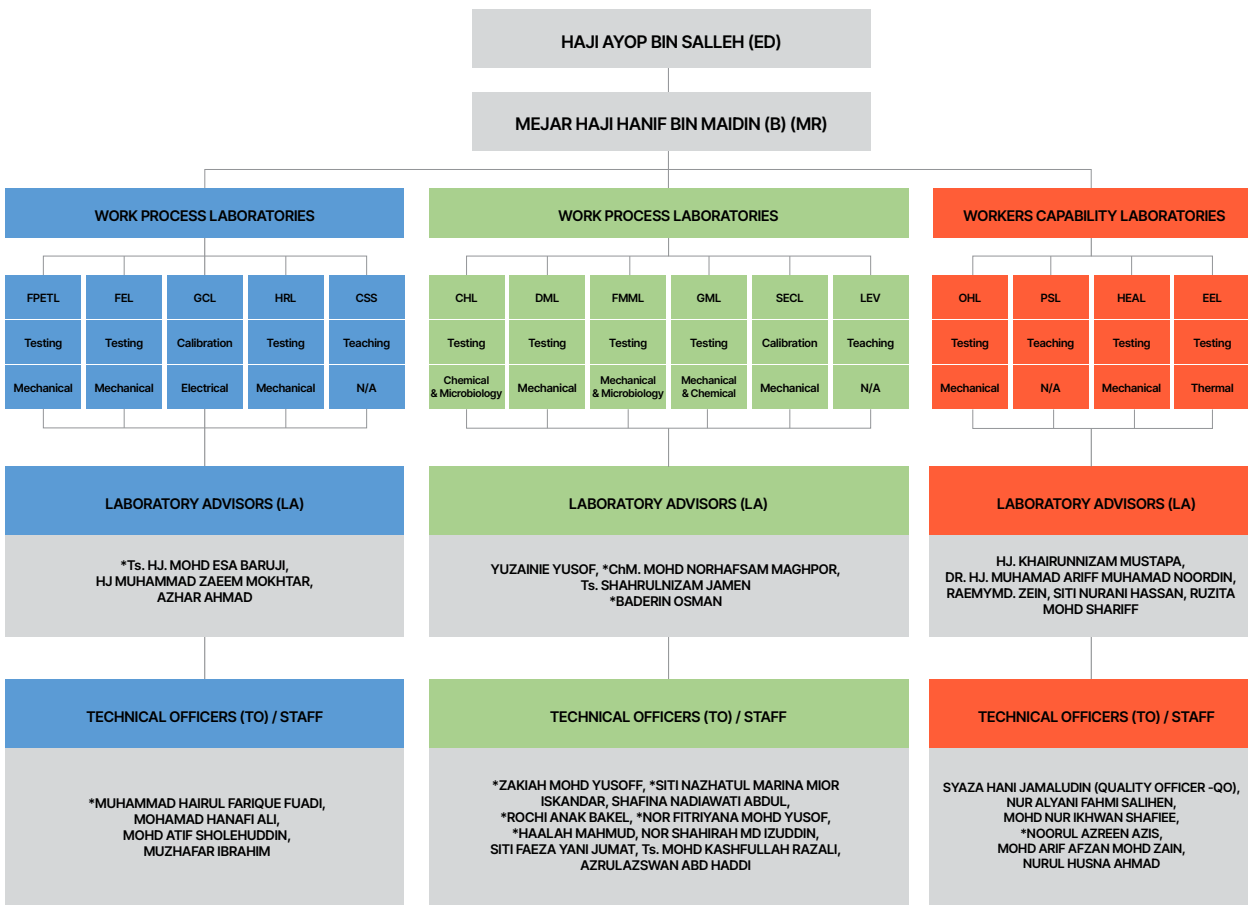 HAJI AYOP BIN SALLEH (ED)
MEJAR HAJI HANIF BIN MAIDIN (B) (MR)
WORK PROCESS LABORATORIES
FPETL
FEL
GCL
HRL
CSS
Testing
Testing
Calibration
Testing
Teaching
Mechanical
Mechanical
Electrical
Mechanical
N/A
LABORATORY ADVISORS (LA)
*Ts. HJ. MOHD ESA BARUJI,
HJ MUHAMMAD ZAEEM MOKHTAR,
AZHAR AHMAD
TECHNICAL OFFICERS (TO) / STAFF
*MUHAMMAD HAIRUL FARIQUE FUADI,
MOHAMAD HANAFI ALI,
MOHD ATIF SHOLEHUDDIN,
MUZHAFAR IBRAHIM
WORK PROCESS LABORATORIES
CHL
DML
FMML
GML
SECL
LEV
Testing
Testing
Testing
Testing
Calibration
Teaching
Chemical
& Microbiology
Mechanical
Mechanical
& Microbiology
Mechanical
& Chemical
Mechanical
N/A
LABORATORY ADVISORS (LA)
YUZAINIE YUSOF, *ChM. MOHD NORHAFSAM MAGHPOR,
Ts. SHAHRULNIZAM JAMEN
*BADERIN OSMAN
TECHNICAL OFFICERS (TO) / STAFF
*ZAKIAH MOHD YUSOFF, *SITI NAZHATUL MARINA MIOR
ISKANDAR, SHAFINA NADIAWATI ABDUL,
*ROCHI ANAK BAKEL, *NOR FITRIYANA MOHD YUSOF,
*HAALAH MAHMUD, NOR SHAHIRAH MD IZUDDIN,
SITI FAEZA YANI JUMAT, Ts. MOHD KASHFULLAH RAZALI,
AZRULAZSWAN ABD HADDI
WORKERS CAPABILITY LABORATORIES
OHL
PSL
HEAL
EEL
Testing
Teaching
Testing
Testing
Mechanical
N/A
Mechanical
Thermal
LABORATORY ADVISORS (LA)
HJ. KHAIRUNNIZAM MUSTAPA,
DR. HJ. MUHAMAD ARIFF MUHAMAD NOORDIN,
RAEMYMD. ZEIN, SITI NURANI HASSAN, RUZITA
MOHD SHARIFF
TECHNICAL OFFICERS (TO) / STAFF
SYAZA HANI JAMALUDIN (QUALITY OFFICER -QO),
NUR ALYANI FAHMI SALIHEN,
MOHD NUR IKHWAN SHAFIEE,
*NOORUL AZREEN AZIS,
MOHD ARIF AFZAN MOHD ZAIN,
NURUL HUSNA AHMAD